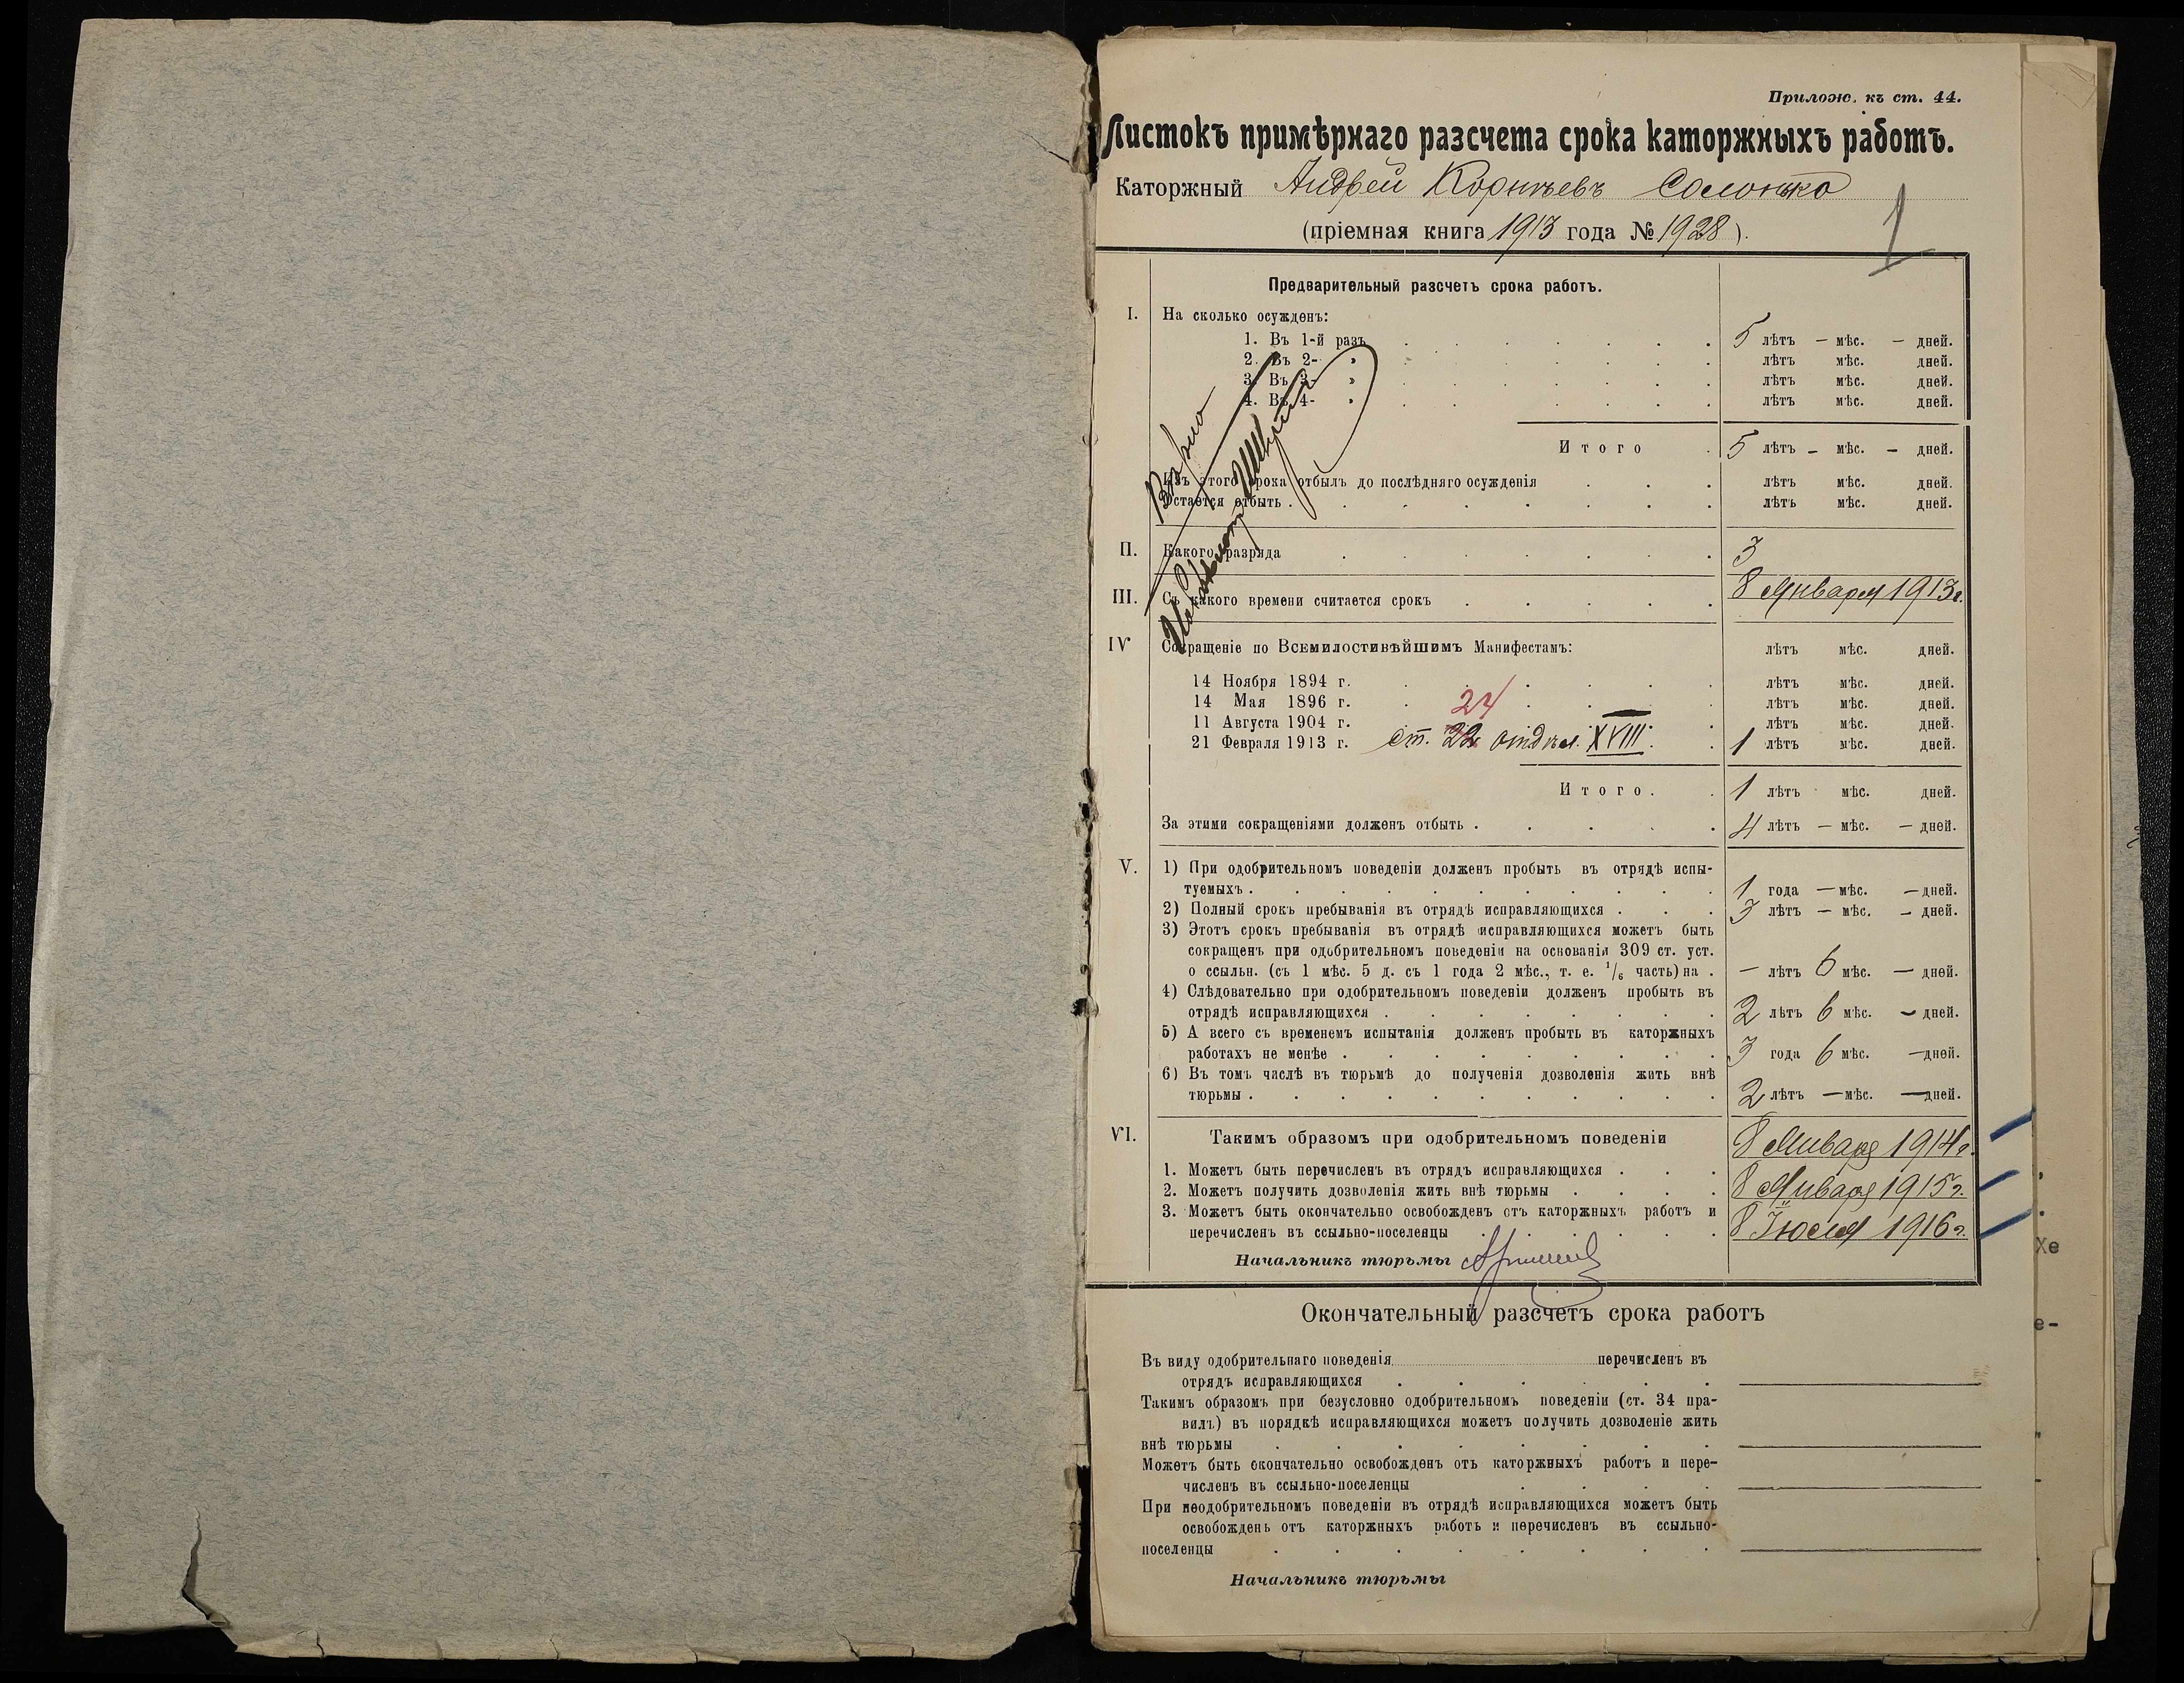 Прилож. къ ст. 44.
Листокъ примѣрнаго разсчета срока каторжныхъ работъ.
Каторжный Андрей Корнѣевъ Солонько
1
(пріемная книга 1913 года № 1928).
Предварительный разсчетъ срока работъ.
I. На сколько осужденъ:
1. Въ 1-й разъ . . . . . . . 5 лѣтъ — мѣс. — дней.
2. Въ 2- » лѣтъ мѣс. дней.
3. Въ 3- » лѣтъ мѣс. дней.
4. Въ 4- » лѣтъ мѣс. дней.
Итого . 5 лѣтъ — мѣс. — дней.
Изъ этого срока отбылъ до послѣдняго осужденія . . . лѣтъ мѣс. дней.
Остается отбыть . . . . . . . лѣтъ мѣс. дней.
Вѣрно
II. Какого разряда . . . . . . 3
III. Съ какого времени считается срокъ . . . . . 8 Января 1913 г.
IV Сокращеніе по Всемилостивѣйшимъ Манифестамъ: лѣтъ мѣс. дней.
14 Ноября 1894 г. лѣтъ мѣс. дней.
14 Мая 1896 г. 24 лѣтъ мѣс. дней.
11 Августа 1904 г. лѣтъ мѣс. дней.
21 Февраля 1913 г. ст. 22 отдѣл. XVIII . 1 лѣтъ мѣс. дней.
Итого . . 1 лѣтъ мѣс. дней.
За этими сокращеніями долженъ отбыть . . . . . 4 лѣтъ — мѣс. — дней.
V. 1) При одобрительномъ поведеніи долженъ пробыть въ отрядѣ испы-
туемыхъ . . . . . . . . . . 1 года — мѣс. — дней.
2) Полный срокъ пребыванія въ отрядѣ исправляющихся . . . 3 лѣтъ — мѣс. — дней.
3) Этотъ срокъ пребыванія въ отрядѣ исправляющихся можетъ быть
сокращенъ при одобрительномъ поведеніи на основаніи 309 ст. уст.
о ссыльн. (съ 1 мѣс. 5 д. съ 1 года 2 мѣс., т. е. 1/6 часть) на . — лѣтъ 6 мѣс. — дней.
4) Слѣдовательно при одобрительномъ поведеніи долженъ пробыть въ
отрядѣ исправляющихся . . . . . . . . 2 лѣтъ 6 мѣс. — дней.
5) А всего съ временемъ испытанія долженъ пробыть въ каторжныхъ
работахъ не менѣе . . . . . . . . . 3 года 6 мѣс. — дней.
6) Въ томъ числѣ въ тюрьмѣ до полученія дозволенія жить внѣ
тюрьмы . . . . . . . . . . . 2 лѣтъ — мѣс. — дней.
VI. Такимъ образомъ при одобрительномъ поведеніи
1. Можетъ быть перечисленъ въ отрядъ исправляющихся . . . 8 Января 1914 г.
2. Можетъ получить дозволенія жить внѣ тюрьмы . . . . 8 Января 1915 г.
3. Можетъ быть окончательно освобожденъ отъ каторжныхъ работъ и
перечисленъ въ ссыльно-поселенцы . . . . . 8 Іюля 1916 г.
Начальникъ тюрьмы
Окончательный разсчетъ срока работъ
Въ виду одобрительнаго поведенія перечисленъ въ
отрядъ исправляющихся . . . . . .
Такимъ образомъ при безусловно одобрительномъ поведеніи (ст. 34 пра-
вилъ) въ порядкѣ исправляющихся можетъ получить дозволеніе жить
внѣ тюрьмы . . . . . . . .
Можетъ быть окончательно освобожденъ отъ каторжныхъ работъ и пере-
численъ въ ссыльно-поселенцы . . . .
При неодобрительномъ поведеніи въ отрядѣ исправляющихся можетъ быть
освобожденъ отъ каторжныхъ работъ и перечисленъ въ ссыльно-
поселенцы . . . . . . . .
Начальникъ тюрьмы
Хе
е-